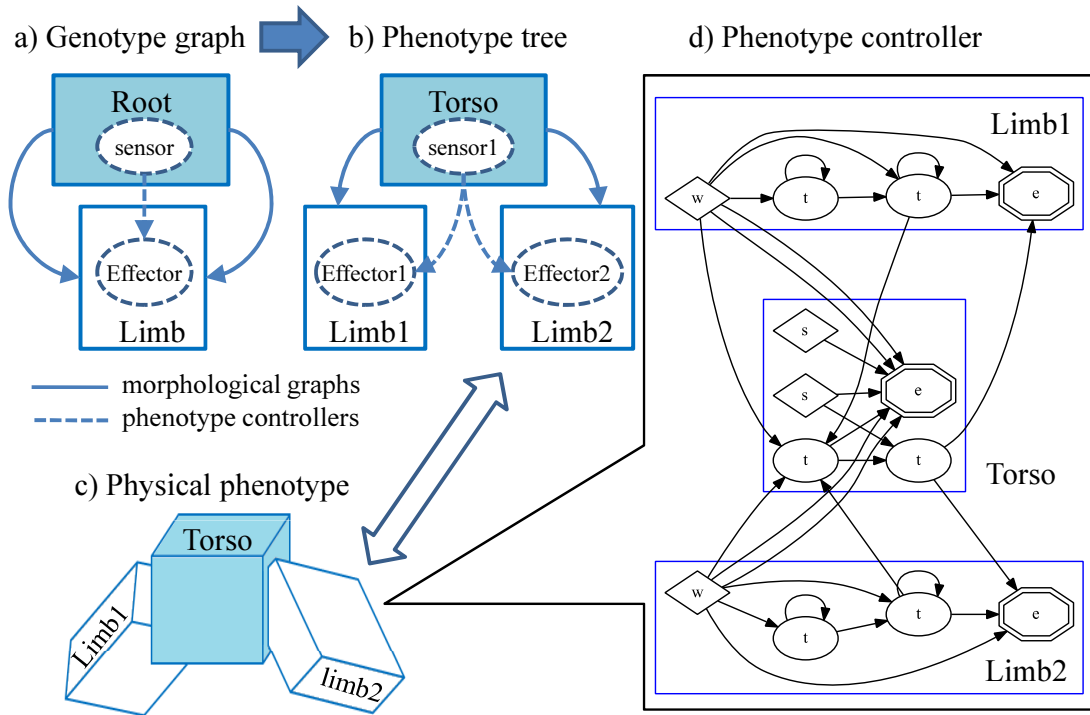 a) Genotype graph
b) Phenotype tree
d) Phenotype controller
Root
sensor
Effector
Limb
Torso
sensor1
Effector1
Effector2
Limb1
Limb2
morphological graphs
phenotype controllers
c) Physical phenotype
Torso
Limb1
limb2
Limb1
w
t
t
e
s
s
e
t
t
Torso
w
t
t
e
Limb2